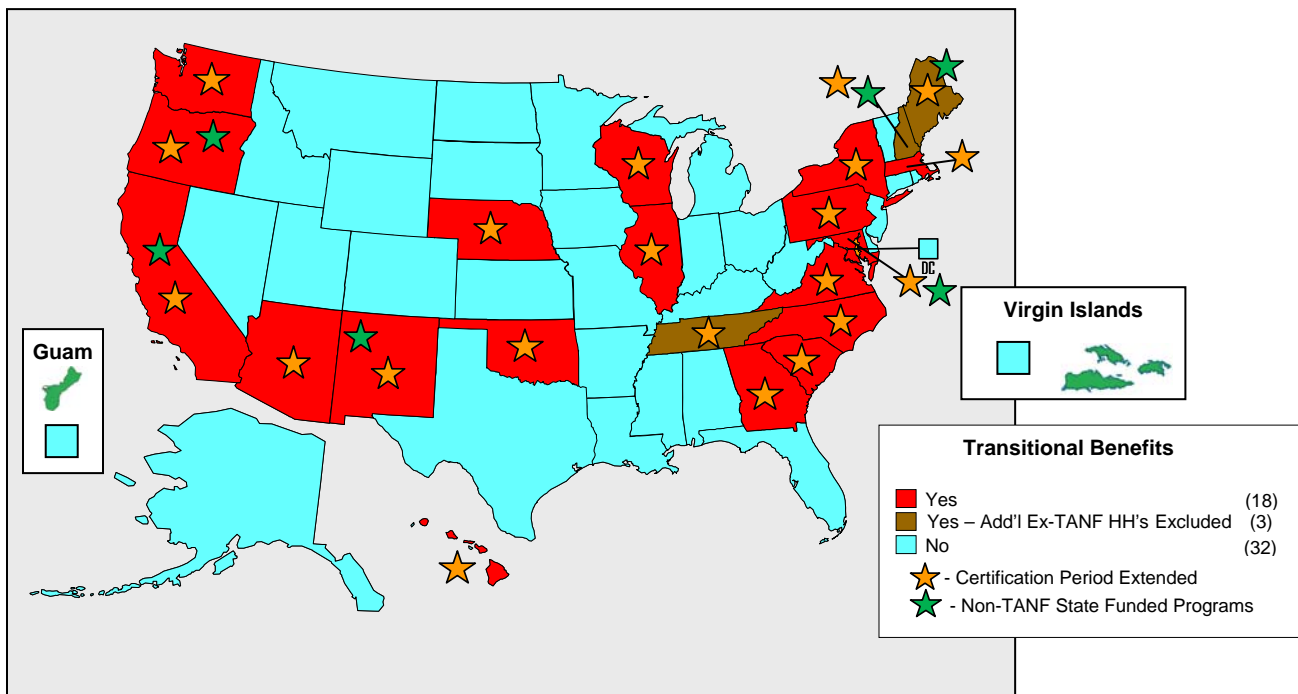 DC
Virgin Islands
Guam
Transitional Benefits
Yes (18)
Yes – Add'l Ex-TANF HH's Excluded (3)
No (32)
- Certification Period Extended
- Non-TANF State Funded Programs